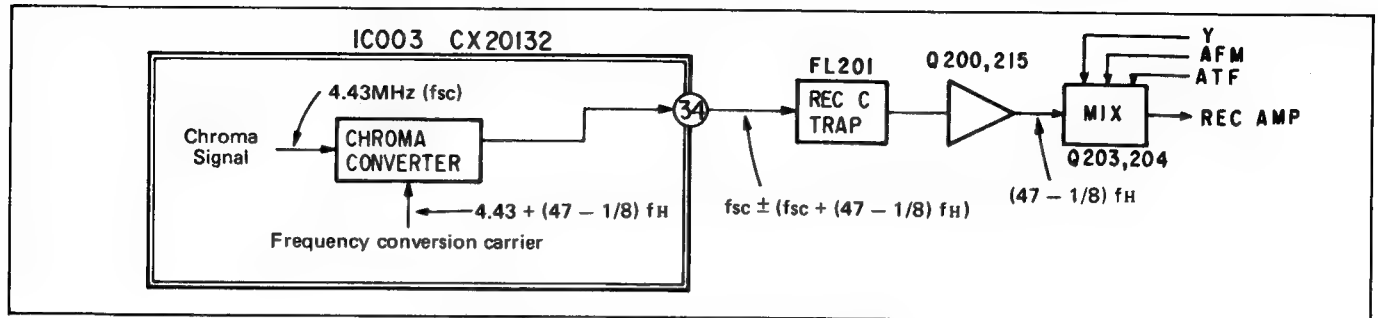 IC003 CX20132
4.43MHz (fsc)
Chroma
Signal
CHROMA
CONVERTER
4.43 + (47 − 1/8) fH
Frequency conversion carrier
34
fsc ± (fsc + (47 − 1/8) fH)
FL201
REC C
TRAP
Q200,215
Y
AFM
ATF
MIX
REC AMP
Q203,204
(47 − 1/8) fH